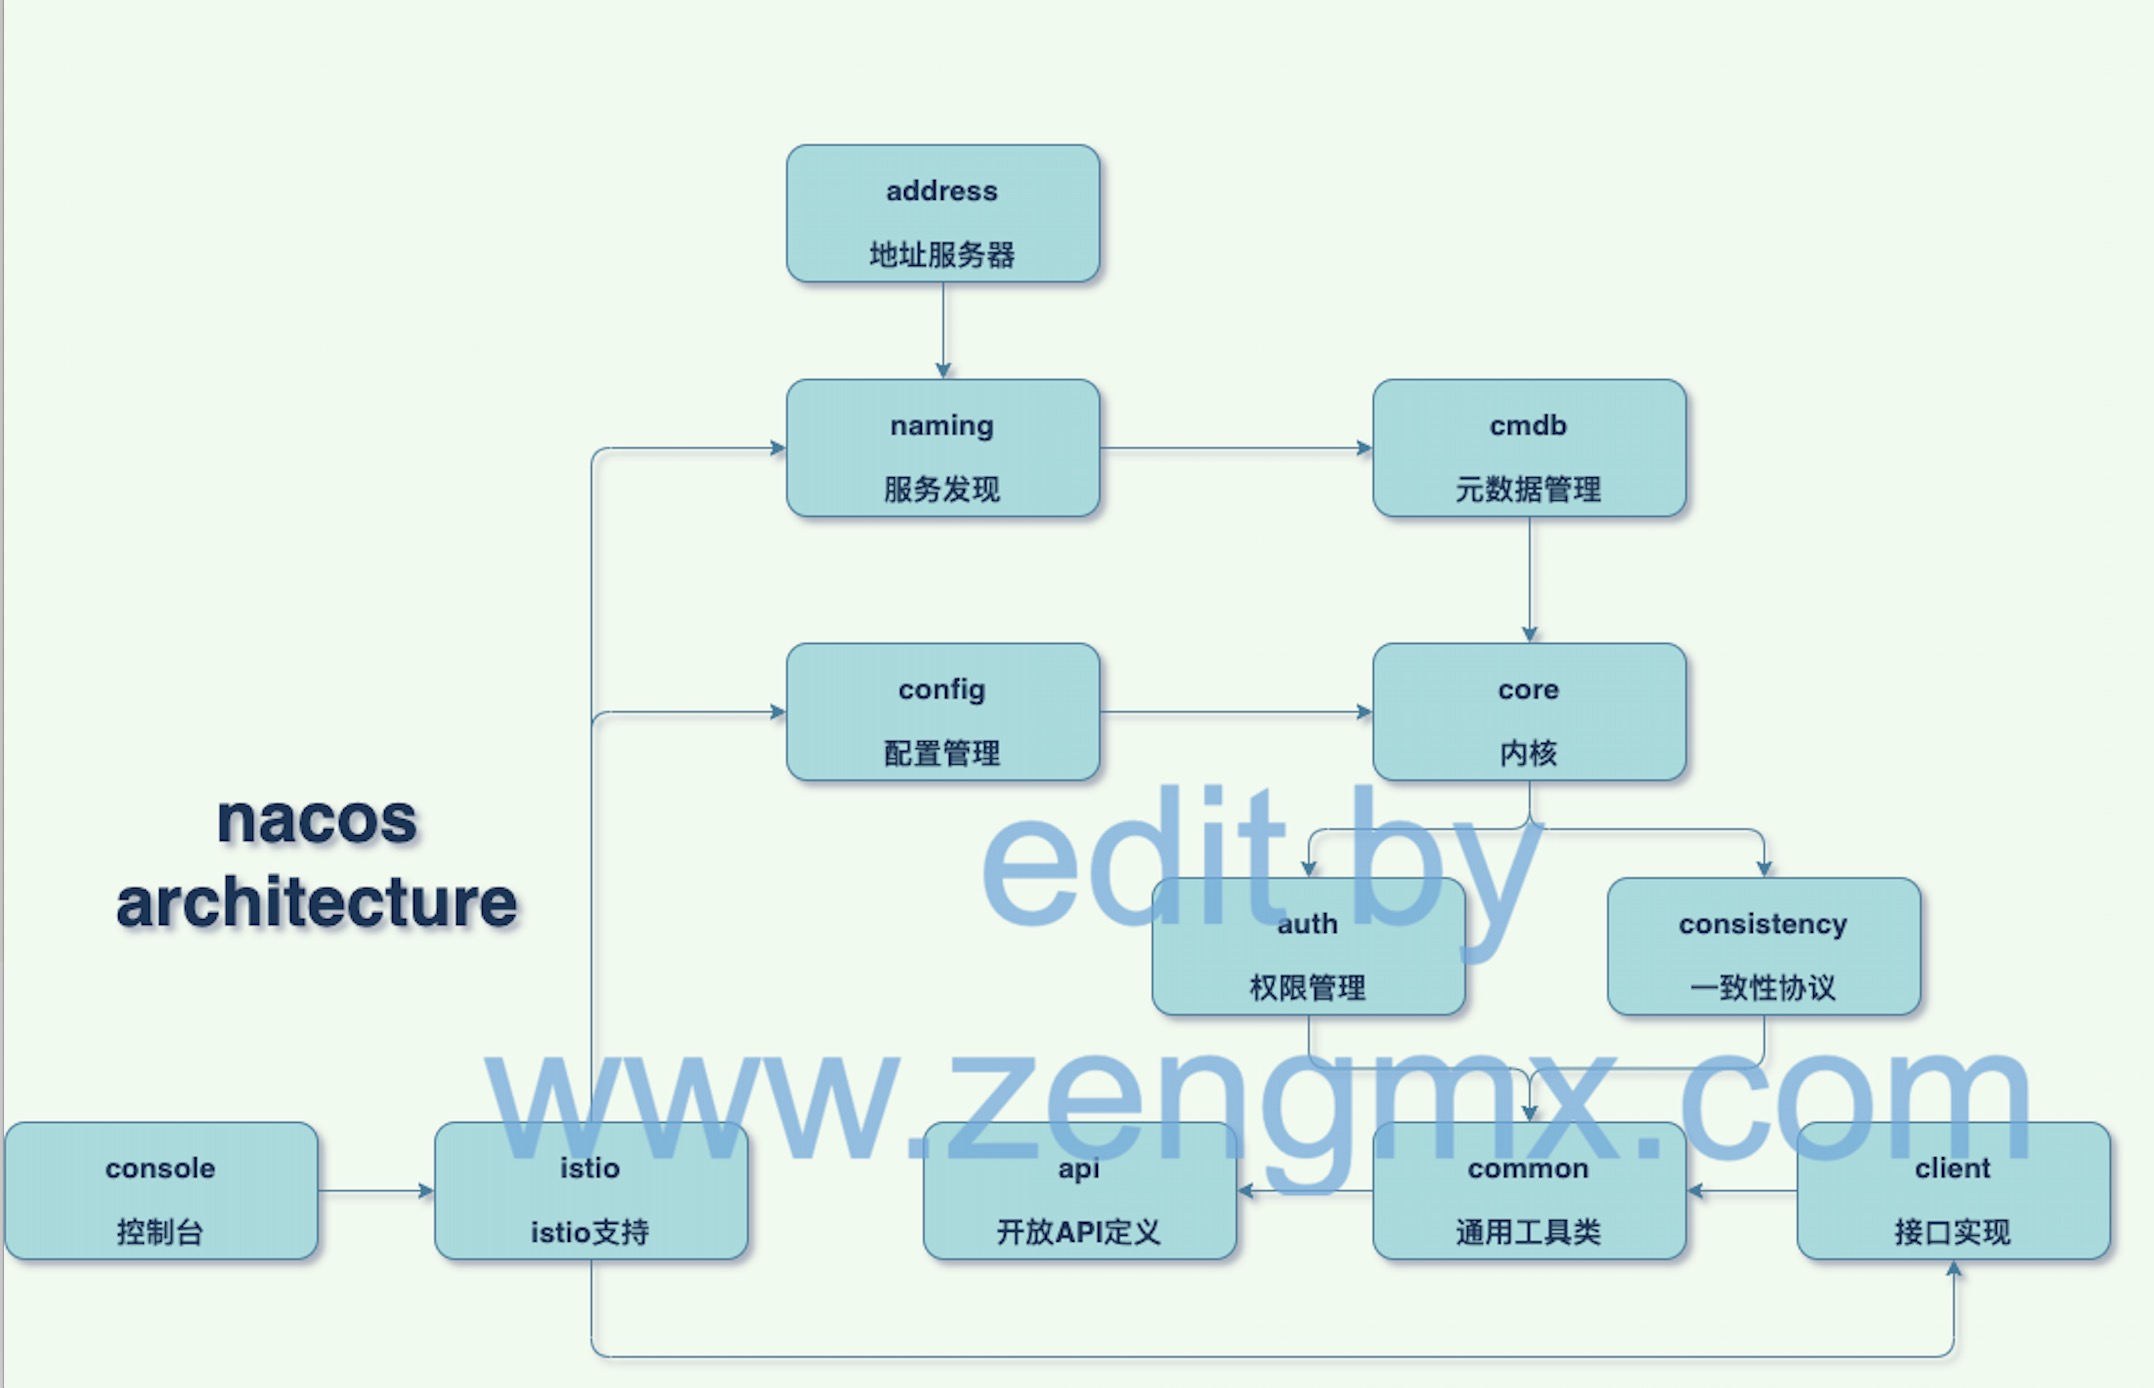 address
地址服务器
naming
服务发现
cmdb
元数据管理
config
配置管理
core
内核
nacos
architecture
edit by
auth
权限管理
consistency
一致性协议
www.zengmx.com
console
控制台
istio
istio支持
api
开放API定义
common
通用工具类
client
接口实现